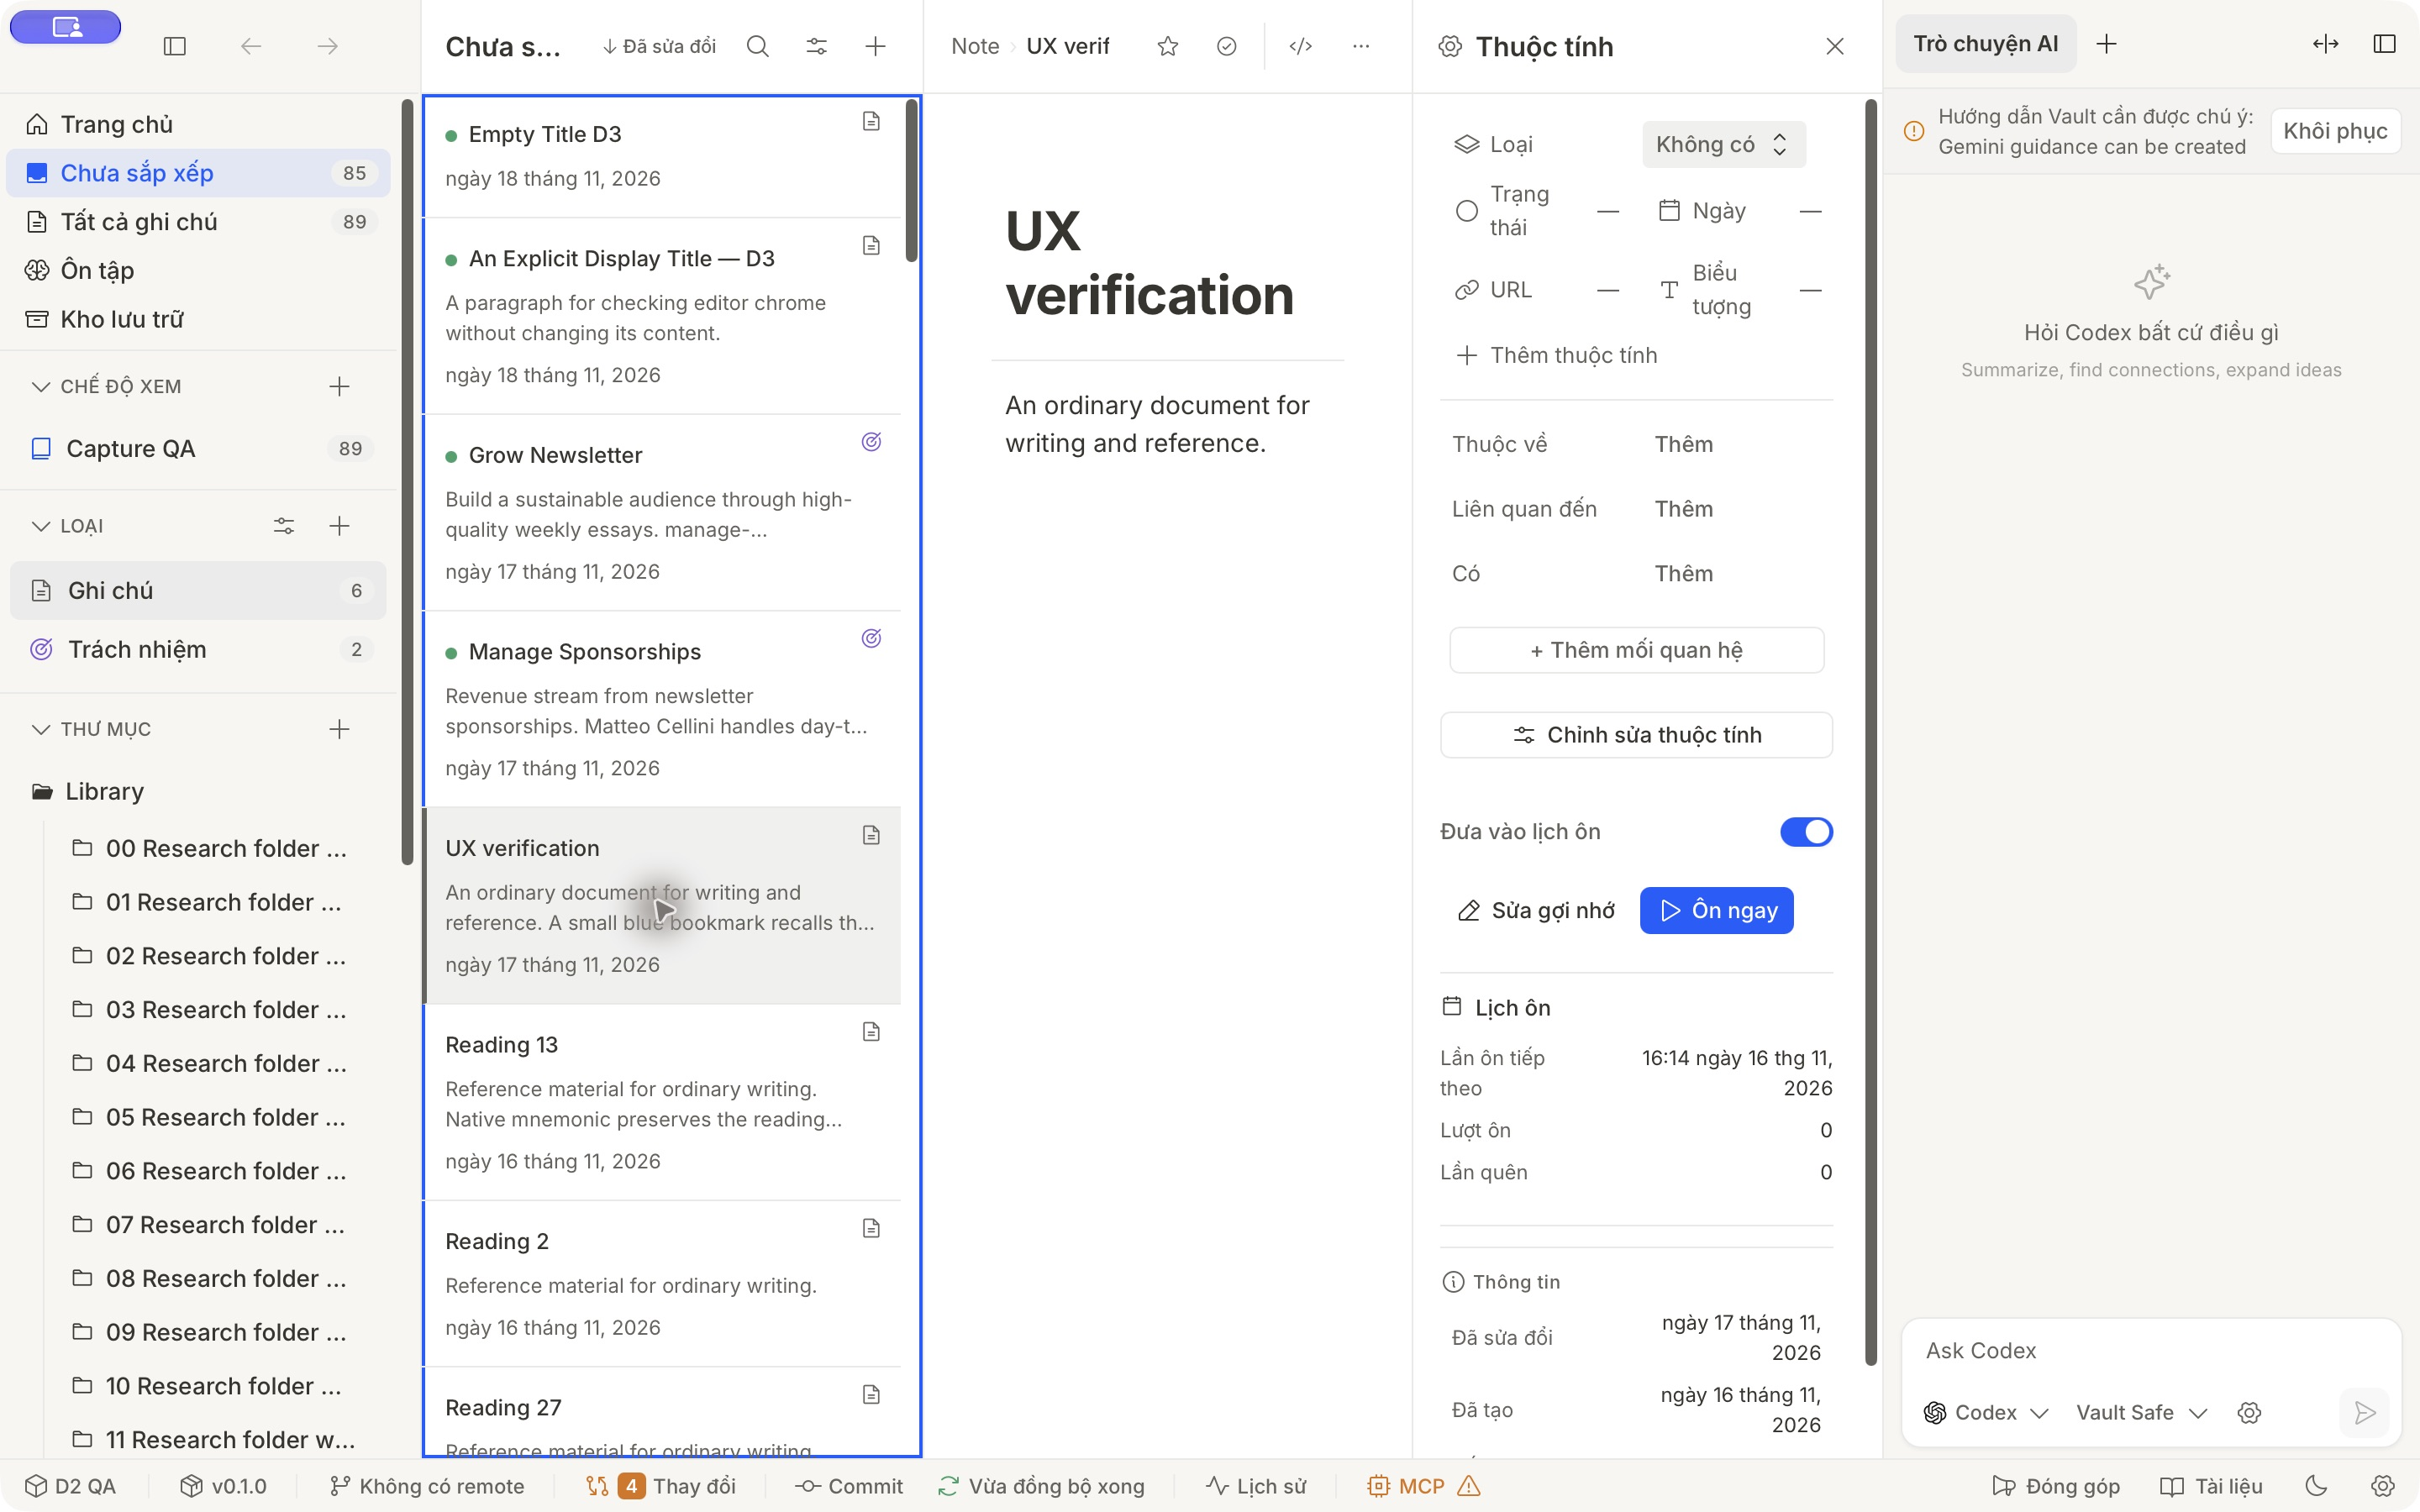 Trang chủ
Chưa sắp xếp 85
Tất cả ghi chú 89
Ôn tập
Kho lưu trữ
CHẾ ĐỘ XEM
Capture QA 89
LOẠI
Ghi chú 6
Trách nhiệm 2
THƯ MỤC
Library
00 Research folder ...
01 Research folder ...
02 Research folder ...
03 Research folder ...
04 Research folder ...
05 Research folder ...
06 Research folder ...
07 Research folder ...
08 Research folder ...
09 Research folder ...
10 Research folder ...
11 Research folder w...
Chưa s... Đã sửa đổi
Empty Title D3
ngày 18 tháng 11, 2026
An Explicit Display Title — D3
A paragraph for checking editor chrome
without changing its content.
ngày 18 tháng 11, 2026
Grow Newsletter
Build a sustainable audience through high-
quality weekly essays. manage-...
ngày 17 tháng 11, 2026
Manage Sponsorships
Revenue stream from newsletter
sponsorships. Matteo Cellini handles day-t...
ngày 17 tháng 11, 2026
UX verification
An ordinary document for writing and
reference. A small blue bookmark recalls th...
ngày 17 tháng 11, 2026
Reading 13
Reference material for ordinary writing.
Native mnemonic preserves the reading...
ngày 16 tháng 11, 2026
Reading 2
Reference material for ordinary writing.
ngày 16 tháng 11, 2026
Reading 27
Reference material for ordinary writing
Note › UX verif
UX
verification
An ordinary document for
writing and reference.
Thuộc tính
Loại Không có
Trạng
thái — Ngày —
URL — Biểu
tượng —
Thêm thuộc tính
Thuộc về Thêm
Liên quan đến Thêm
Có Thêm
+ Thêm mối quan hệ
Chỉnh sửa thuộc tính
Đưa vào lịch ôn
Sửa gợi nhớ Ôn ngay
Lịch ôn
Lần ôn tiếp
theo 16:14 ngày 16 thg 11,
2026
Lượt ôn 0
Lần quên 0
Thông tin
Đã sửa đổi ngày 17 tháng 11,
2026
Đã tạo ngày 16 tháng 11,
2026
Trò chuyện AI
Hướng dẫn Vault cần được chú ý:
Gemini guidance can be created
Khôi phục
Hỏi Codex bất cứ điều gì
Summarize, find connections, expand ideas
Ask Codex
Codex Vault Safe
D2 QA v0.1.0 Không có remote 4 Thay đổi Commit Vừa đồng bộ xong Lịch sử MCP Đóng góp Tài liệu